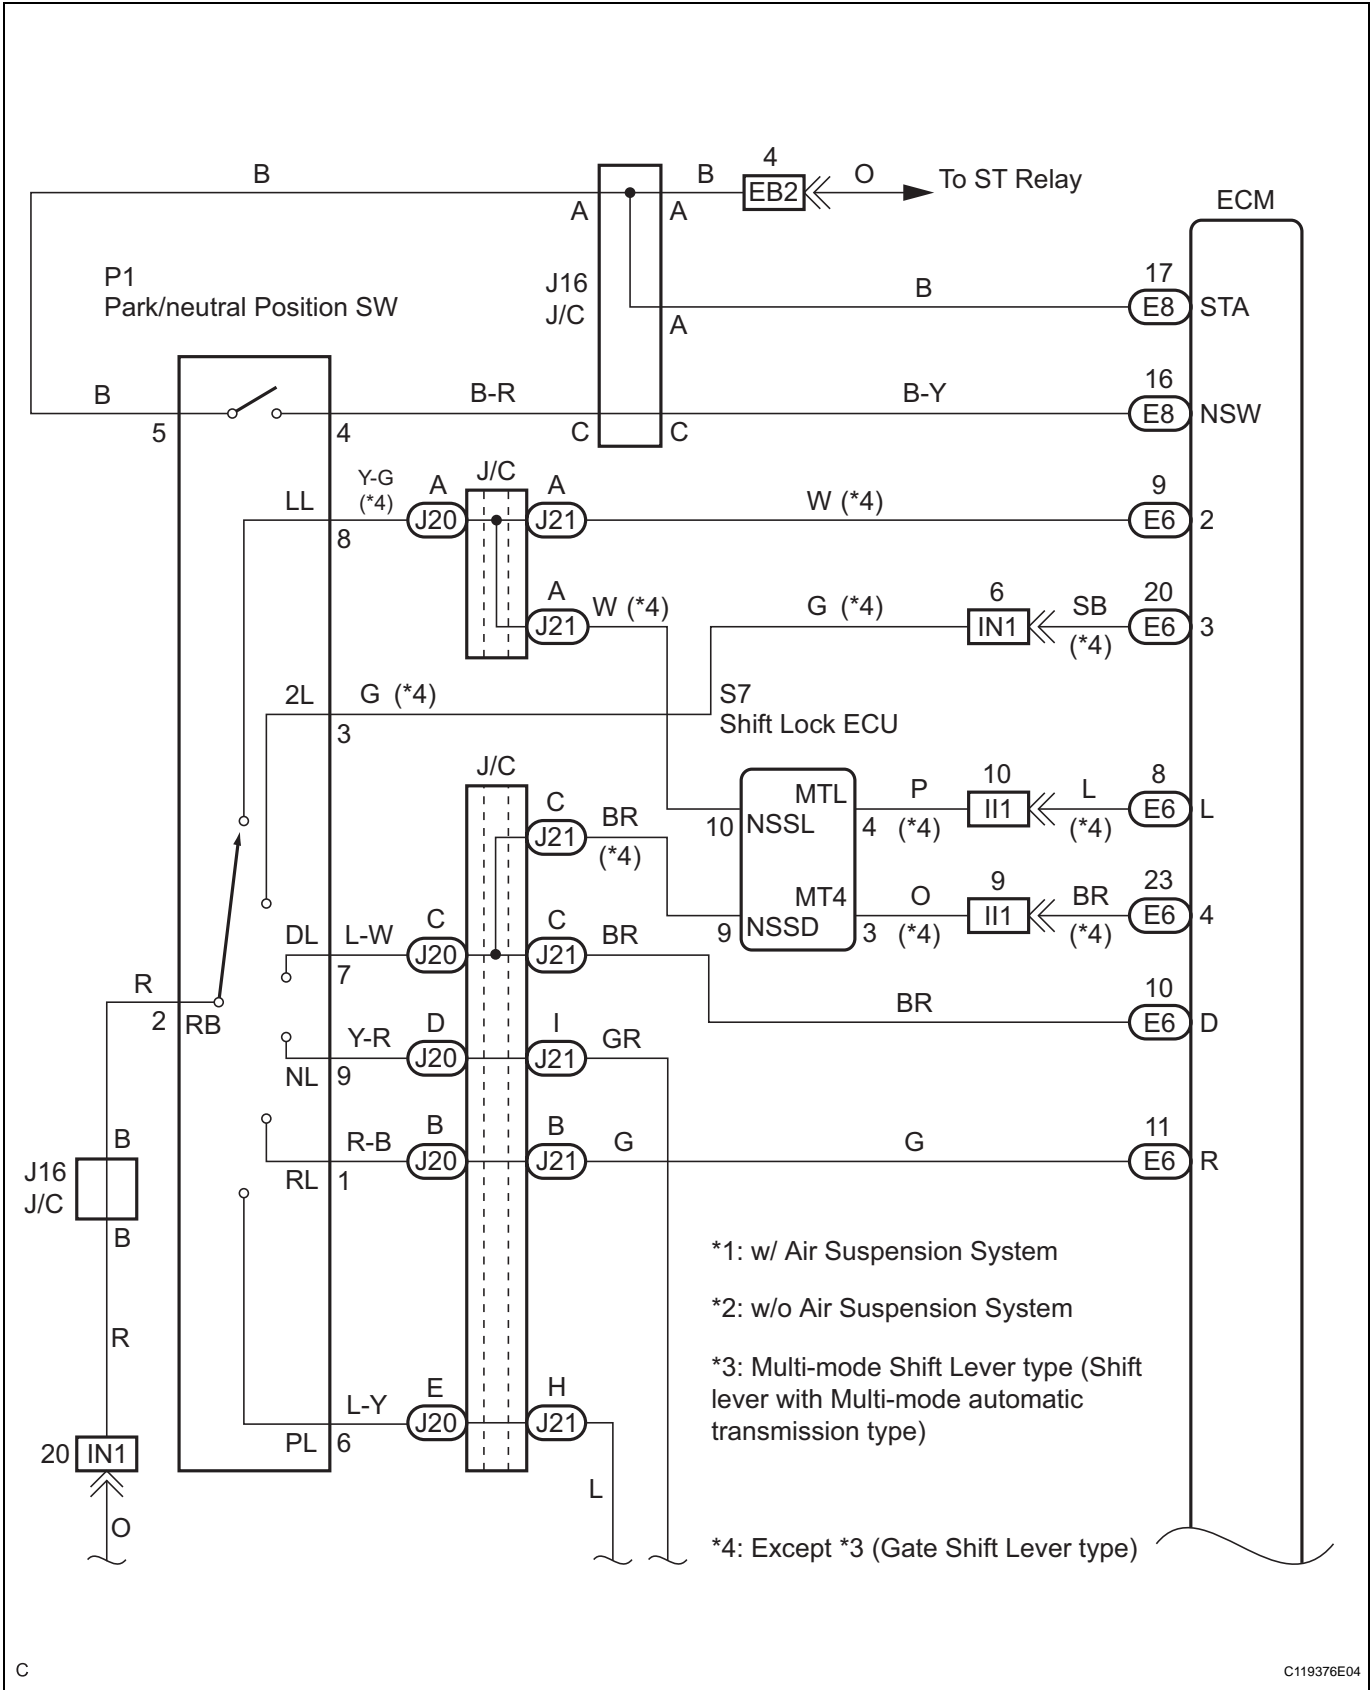 4
B
B
O
To ST Relay
EB2
ECM
A
A
P1
Park/neutral Position SW
J16
J/C
17
B
E8
STA
A
B
B-R
B-Y
16
E8
NSW
5
4
C
C
J/C
Y-G
(*4)
A
A
9
LL
J20
J21
W (*4)
E6
2
8
A
6
20
J21
W (*4)
G (*4)
IN1
SB
(*4)
E6
3
2L
G (*4)
3
S7
Shift Lock ECU
J/C
C
J21
BR
(*4)
MTL
10
NSSL
4
P
(*4)
10
II1
L
(*4)
8
E6
L
MT4
9
NSSD
3
O
(*4)
9
II1
BR
(*4)
23
E6
4
DL
L-W
C
C
BR
7
J20
J21
R
2
RB
BR
10
E6
D
Y-R
D
I
GR
NL
9
J20
J21
B
J16
J/C
B
R-B
B
B
G
G
11
RL
1
J20
J21
E6
R
*1: w/ Air Suspension System
*2: w/o Air Suspension System
R
*3: Multi-mode Shift Lever type (Shift
lever with Multi-mode automatic
transmission type)
L-Y
E
H
PL
6
J20
J21
20
IN1
L
O
*4: Except *3 (Gate Shift Lever type)
C
C119376E04